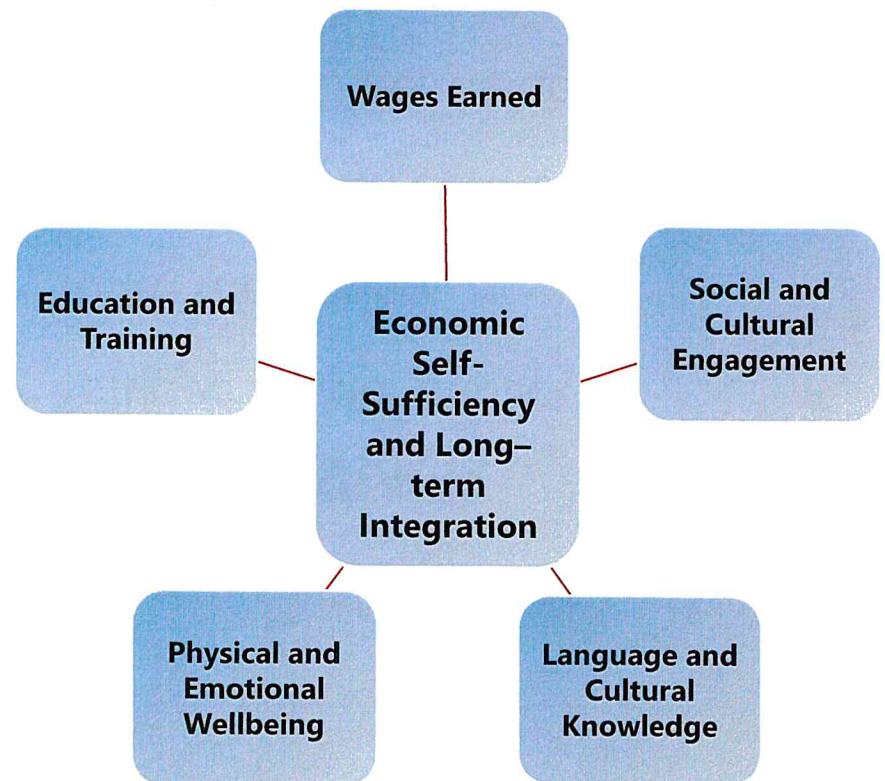 Wages Earned
Education and
Training
Social and
Cultural
Engagement
Economic
Self-
Sufficiency
and Long–
term
Integration
Physical and
Emotional
Wellbeing
Language and
Cultural
Knowledge